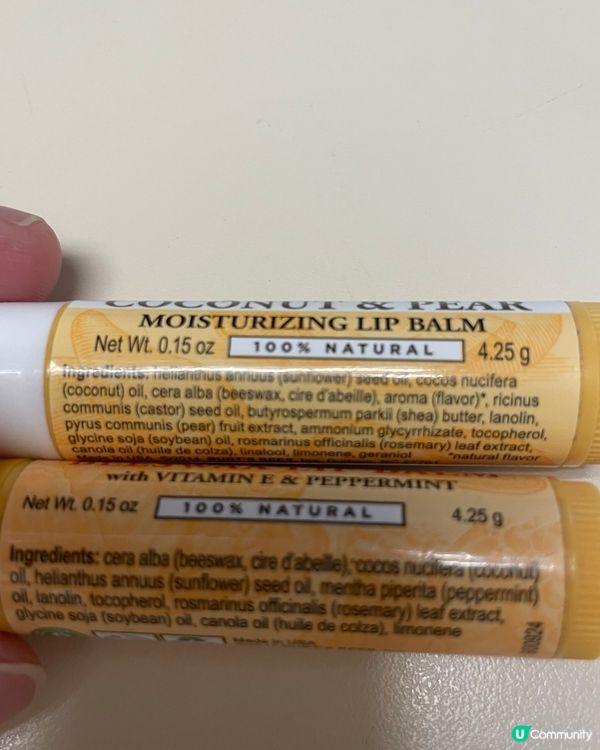 COCONUT & PEAR
MOISTURIZING LIP BALM
Net Wt. 0.15 oz 100% NATURAL 4.25 g
Ingredients: helianthus annuus (sunflower) seed oil, cocos nucifera
(coconut) oil, cera alba (beeswax, cire d'abeille), aroma (flavor)*, ricinus
communis (castor) seed oil, butyrospermum parkii (shea) butter, lanolin,
pyrus communis (pear) fruit extract, ammonium glycyrrhizate, tocopherol,
glycine soja (soybean) oil, rosmarinus officinalis (rosemary) leaf extract,
canola oil (huile de colza), linalool, limonene, geraniol *natural flavor
Made in USA
with VITAMIN E & PEPPERMINT
Net Wt. 0.15 oz 100% NATURAL 4.25 g
Ingredients: cera alba (beeswax, cire d'abeille), cocos nucifera (coconut)
oil, helianthus annuus (sunflower) seed oil, mentha piperita (peppermint)
oil, lanolin, tocopherol, rosmarinus officinalis (rosemary) leaf extract,
glycine soja (soybean) oil, canola oil (huile de colza), limonene
Made in USA
U Community